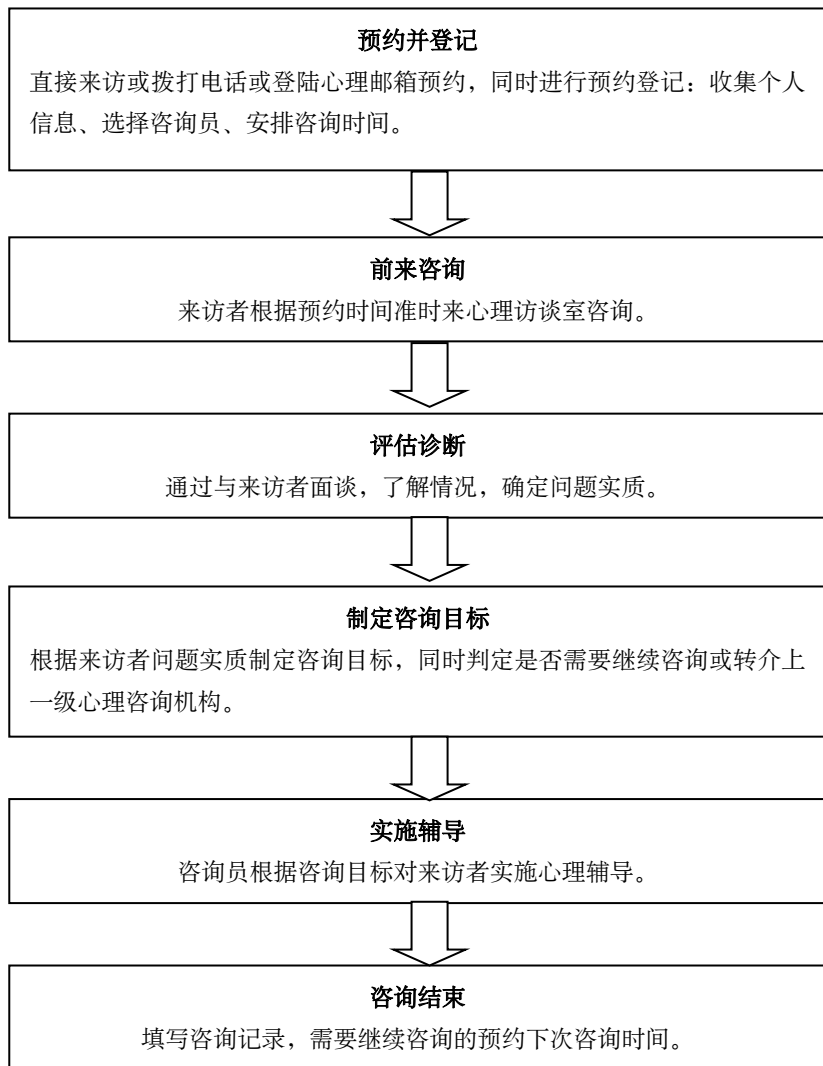 预约并登记
直接来访或拨打电话或登陆心理邮箱预约，同时进行预约登记：收集个人
信息、选择咨询员、安排咨询时间。
前来咨询
来访者根据预约时间准时来心理访谈室咨询。
评估诊断
通过与来访者面谈，了解情况，确定问题实质。
制定咨询目标
根据来访者问题实质制定咨询目标，同时判定是否需要继续咨询或转介上
一级心理咨询机构。
实施辅导
咨询员根据咨询目标对来访者实施心理辅导。
咨询结束
填写咨询记录，需要继续咨询的预约下次咨询时间。